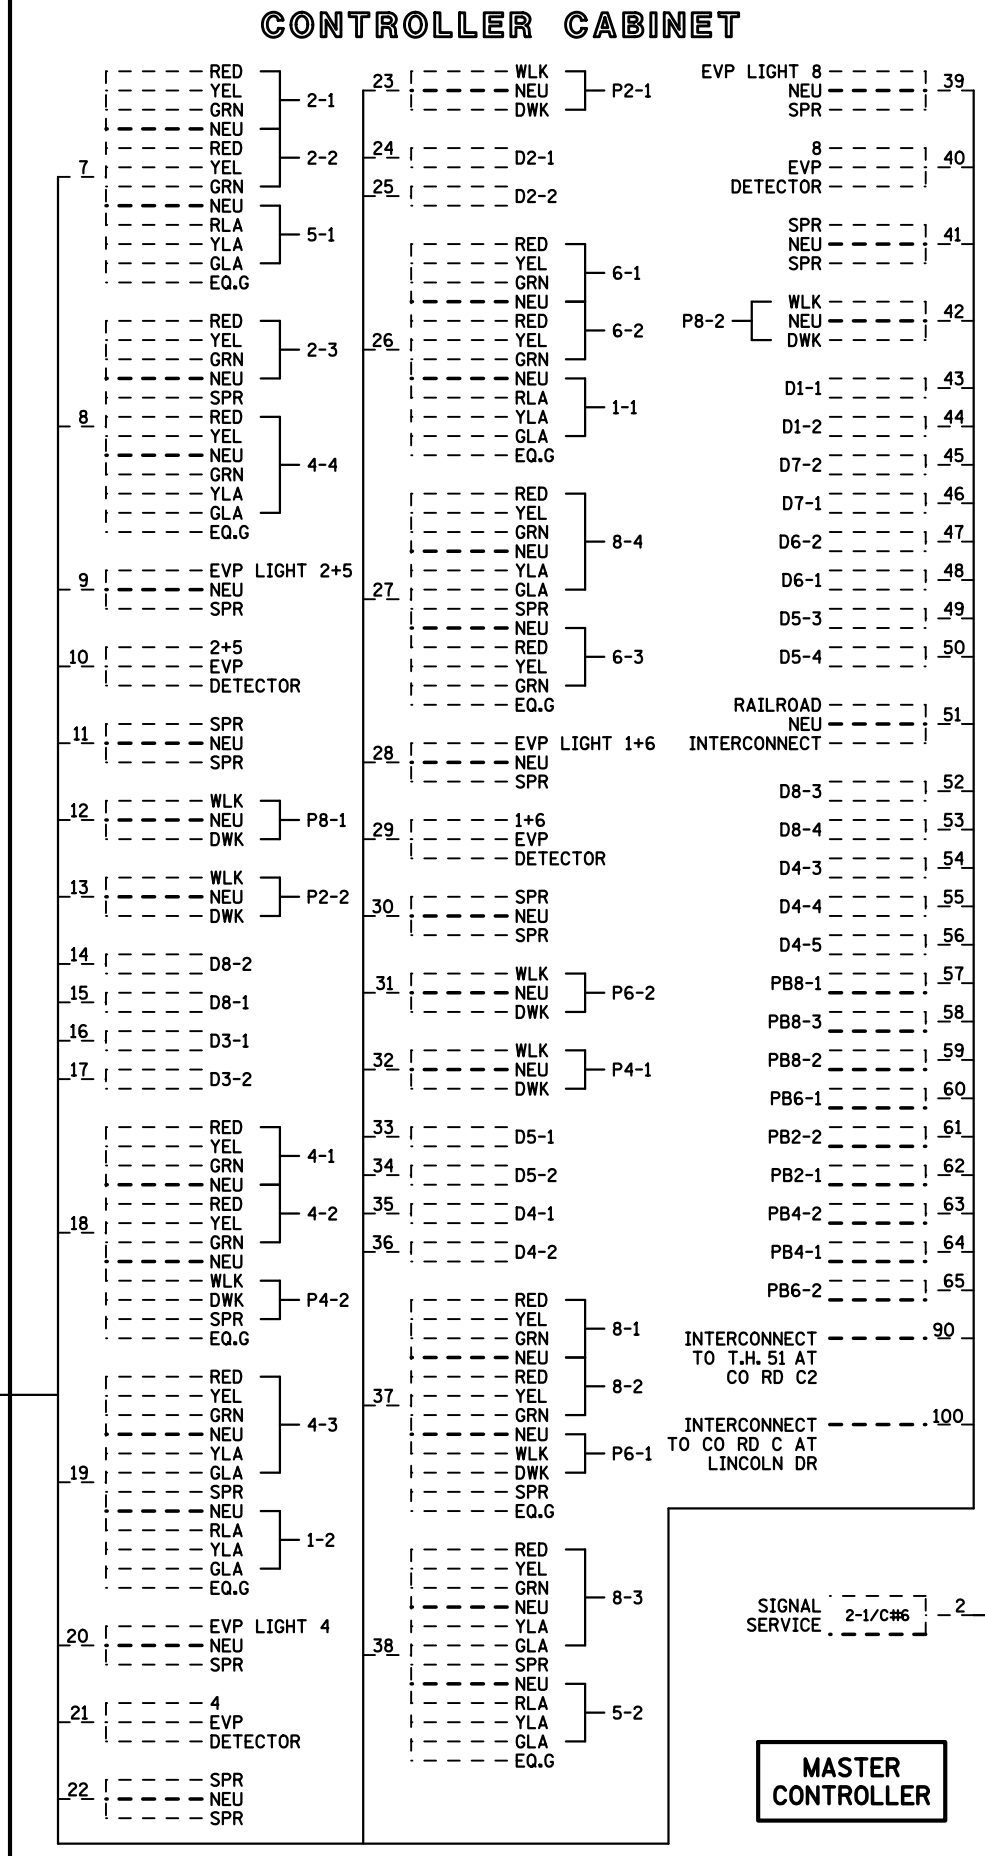 CONTROLLER CABINET
7
RED
YEL
GRN
NEU
2-1
RED
YEL
GRN
2-2
NEU
RLA
YLA
GLA
5-1
EQ.G
8
RED
YEL
GRN
NEU
2-3
SPR
RED
YEL
NEU
GRN
YLA
GLA
4-4
EQ.G
9
EVP LIGHT 2+5
NEU
SPR
10
2+5
EVP
DETECTOR
11
SPR
NEU
SPR
12
WLK
NEU
DWK
P8-1
13
WLK
NEU
DWK
P2-2
14 D8-2
15 D8-1
16 D3-1
17 D3-2
18
RED
YEL
GRN
NEU
4-1
RED
YEL
GRN
4-2
NEU
WLK
DWK
SPR
P4-2
EQ.G
19
RED
YEL
GRN
NEU
YLA
GLA
4-3
SPR
NEU
RLA
YLA
GLA
1-2
EQ.G
20
EVP LIGHT 4
NEU
SPR
21
4
EVP
DETECTOR
22
SPR
NEU
SPR
23
WLK
NEU
DWK
P2-1
24 D2-1
25 D2-2
26
RED
YEL
GRN
NEU
6-1
RED
YEL
GRN
6-2
NEU
RLA
YLA
GLA
1-1
EQ.G
27
RED
YEL
GRN
NEU
YLA
GLA
8-4
SPR
NEU
RED
YEL
GRN
6-3
EQ.G
28
EVP LIGHT 1+6
NEU
SPR
29
1+6
EVP
DETECTOR
30
SPR
NEU
SPR
31
WLK
NEU
DWK
P6-2
32
WLK
NEU
DWK
P4-1
33 D5-1
34 D5-2
35 D4-1
36 D4-2
37
RED
YEL
GRN
NEU
8-1
RED
YEL
GRN
8-2
NEU
WLK
DWK
P6-1
SPR
EQ.G
38
RED
YEL
GRN
NEU
YLA
GLA
8-3
SPR
NEU
RLA
YLA
GLA
5-2
EQ.G
EVP LIGHT 8
NEU
SPR
39
8
EVP
DETECTOR
40
SPR
NEU
SPR
41
P8-2
WLK
NEU
DWK
42
D1-1 43
D1-2 44
D7-2 45
D7-1 46
D6-2 47
D6-1 48
D5-3 49
D5-4 50
RAILROAD
NEU
INTERCONNECT
51
D8-3 52
D8-4 53
D4-3 54
D4-4 55
D4-5 56
PB8-1 57
PB8-3 58
PB8-2 59
PB6-1 60
PB2-2 61
PB2-1 62
PB4-2 63
PB4-1 64
PB6-2 65
INTERCONNECT 90
TO T.H. 51 AT
CO RD C2
INTERCONNECT 100
TO CO RD C AT
LINCOLN DR
SIGNAL
SERVICE
2-1/C#6
2
MASTER
CONTROLLER